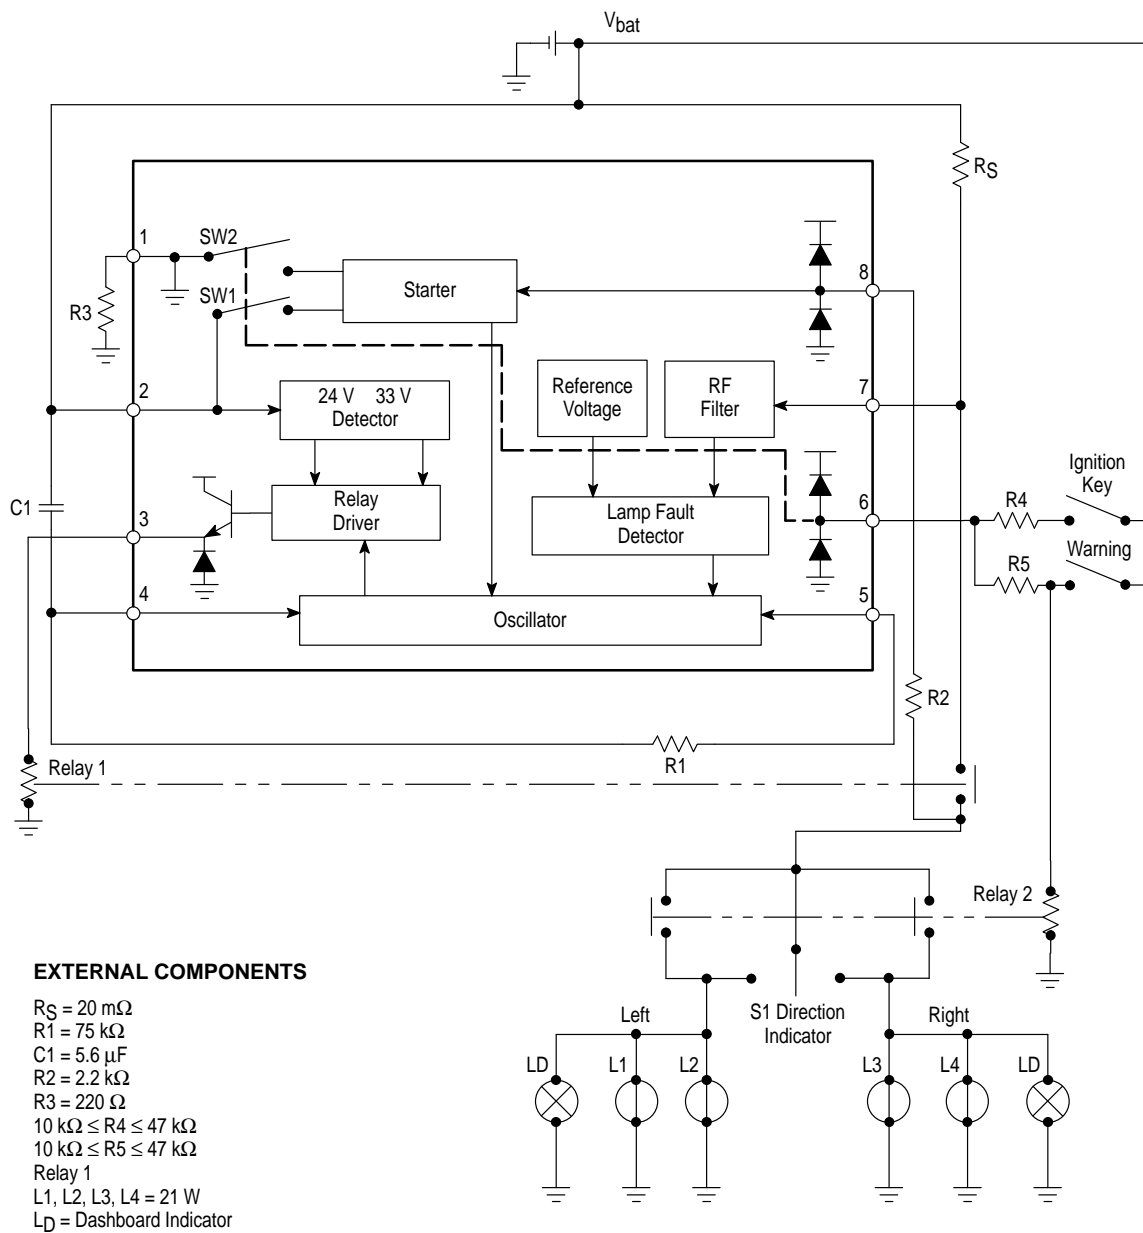 Vbat
RS
1
SW2
8
Starter
SW1
R3
2
24 V 33 V
Detector
Reference
Voltage
RF
Filter
7
Ignition
Key
C1
3
Relay
Driver
Lamp Fault
Detector
6
R4
Warning
R5
4
Oscillator
5
R2
R1
Relay 1
Relay 2
EXTERNAL COMPONENTS
RS = 20 mΩ
R1 = 75 kΩ
C1 = 5.6 μF
R2 = 2.2 kΩ
R3 = 220 Ω
10 kΩ ≤ R4 ≤ 47 kΩ
10 kΩ ≤ R5 ≤ 47 kΩ
Relay 1
L1, L2, L3, L4 = 21 W
LD = Dashboard Indicator
Left
S1 Direction
Indicator
Right
LD
L1
L2
L3
L4
LD